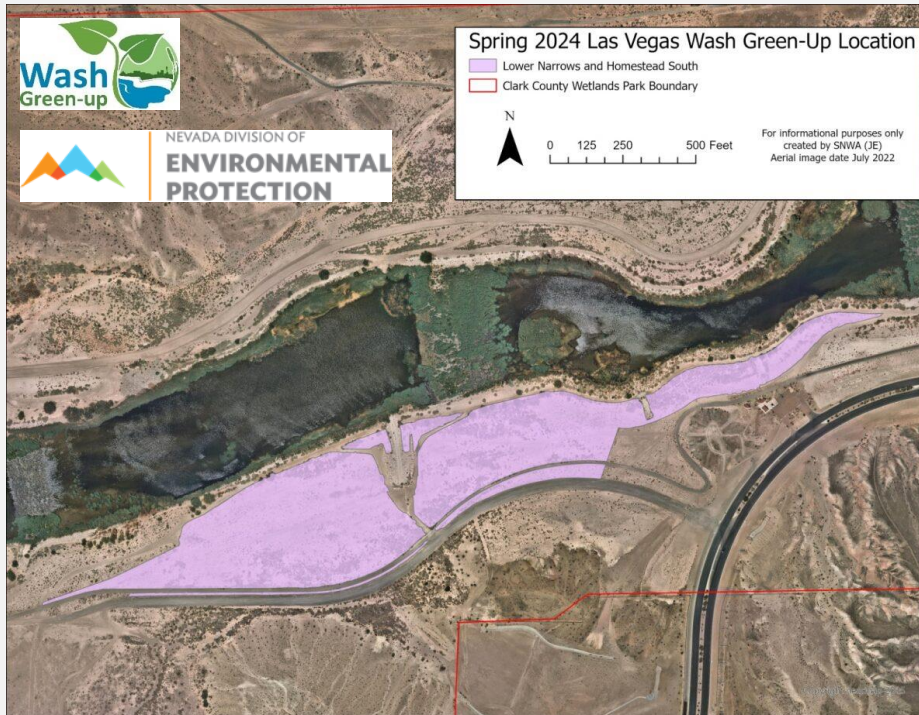 Wash
Green-up
NEVADA DIVISION OF
ENVIRONMENTAL
PROTECTION
Spring 2024 Las Vegas Wash Green-Up Location
Lower Narrows and Homestead South
Clark County Wetlands Park Boundary
N
0 125 250 500 Feet
For informational purposes only
created by SNWA (JE)
Aerial image date July 2022